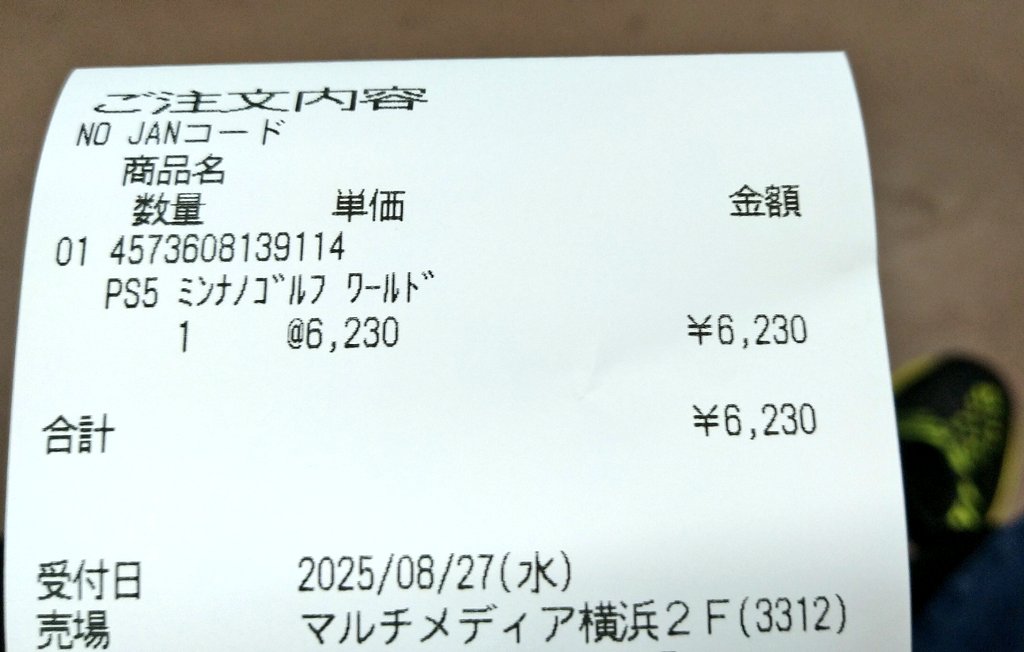 ご注文内容
NO JANコード
商品名
数量 単価 金額
01 4573608139114
PS5 ﾐﾝﾅﾉｺﾞﾙﾌ ﾜｰﾙﾄﾞ
1 @6,230 ¥6,230
合計 ¥6,230
受付日 2025/08/27(水)
売場 マルチメディア横浜２Ｆ(3312)